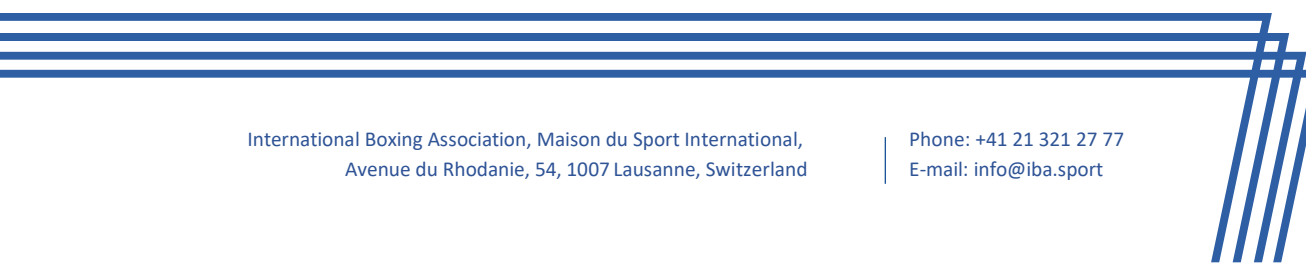 International Boxing Association, Maison du Sport International,
Avenue du Rhodanie, 54, 1007 Lausanne, Switzerland
Phone: +41 21 321 27 77
E-mail: info@iba.sport